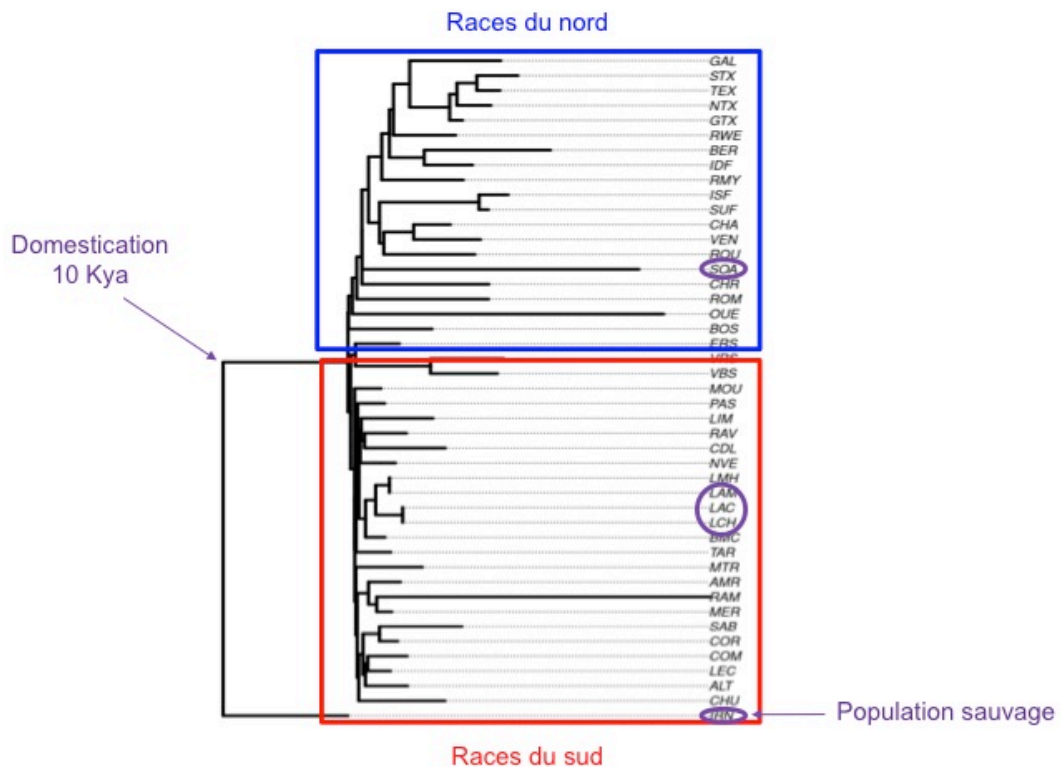 Races du nord
GAL
STX
TEX
NTX
GTX
RWE
BER
IDF
RMY
ISF
SUF
CHA
VEN
ROU
Domestication
10 Kya
SOA
CHR
ROM
OUE
BOS
ERS
VRS
VBS
MOU
PAS
LIM
RAV
CDL
NVE
LMH
LAM
LAC
LCH
BMC
TAR
MTR
AMR
RAM
MER
SAB
COR
COM
LEC
ALT
CHU
IRN
Population sauvage
Races du sud